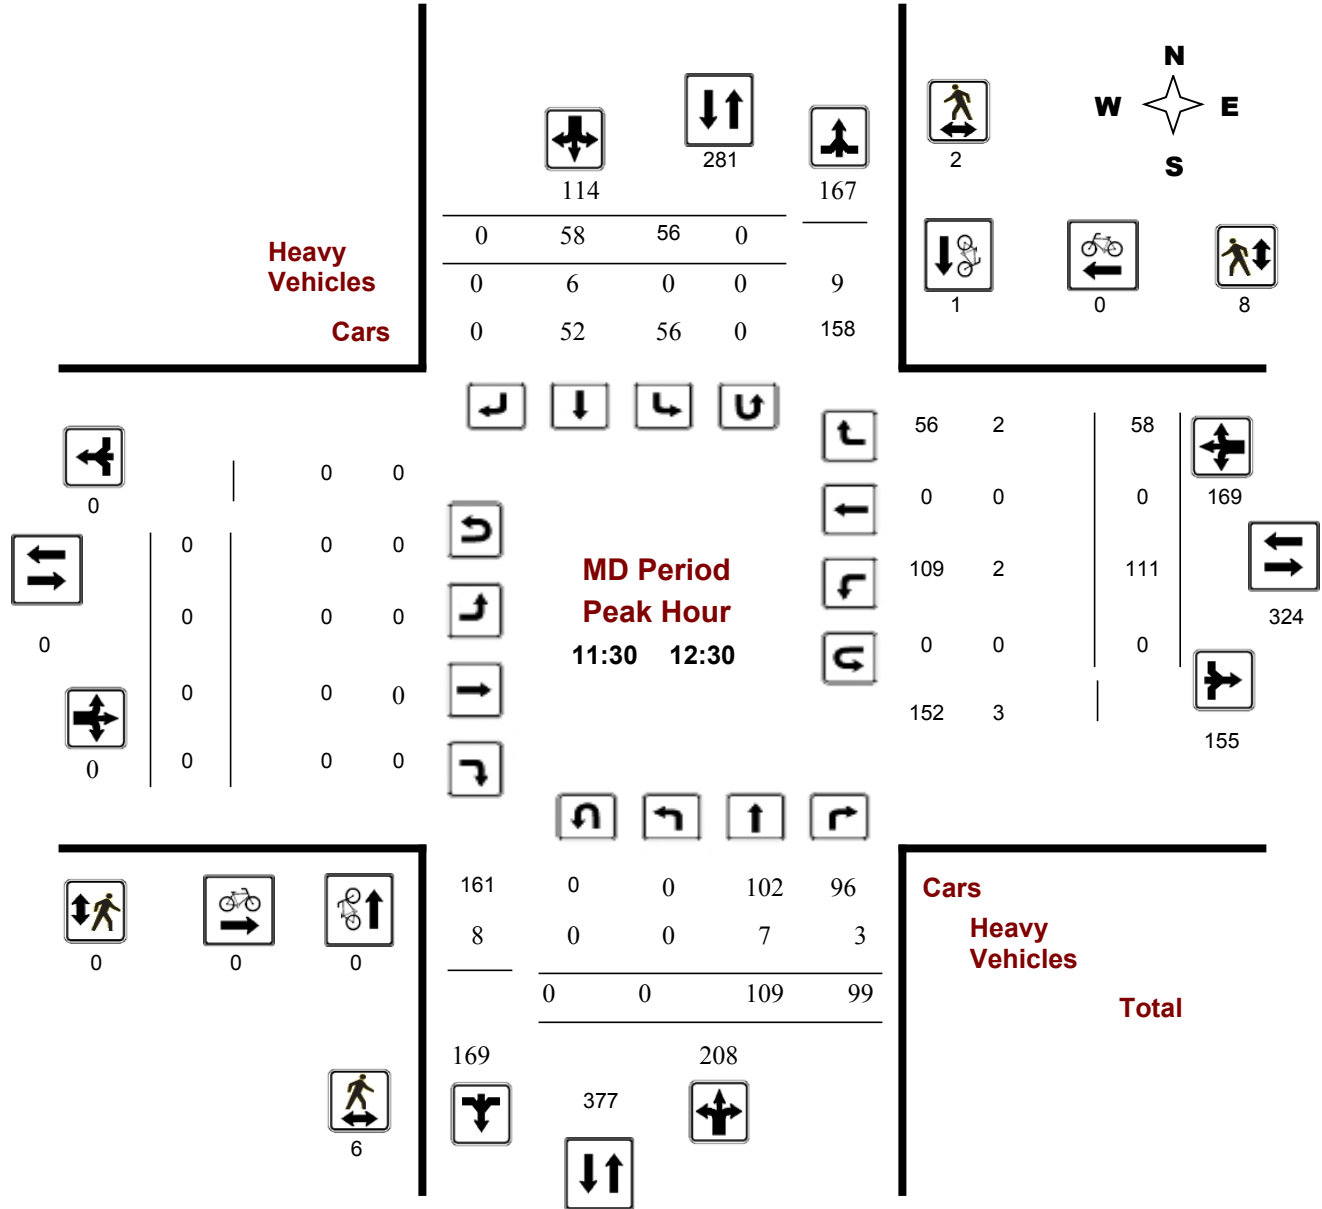 N
W E
S
2
281
114 167
0 58 56 0
Heavy
Vehicles
0 6 0 0 9
1 0 8
Cars
0 52 56 0 158
56 2 58
0 0
0
0 0 0 169
0 0 0
MD Period
109 2 111
Peak Hour
0 0 0
324
0
11:30 12:30
0 0 0
0 0 0
152 3
155
0
0 0 0
161 0 0 102 96
Cars
8 0 0 7 3
Heavy
Vehicles
0 0 0
0 0 109 99
Total
169 208
377
6